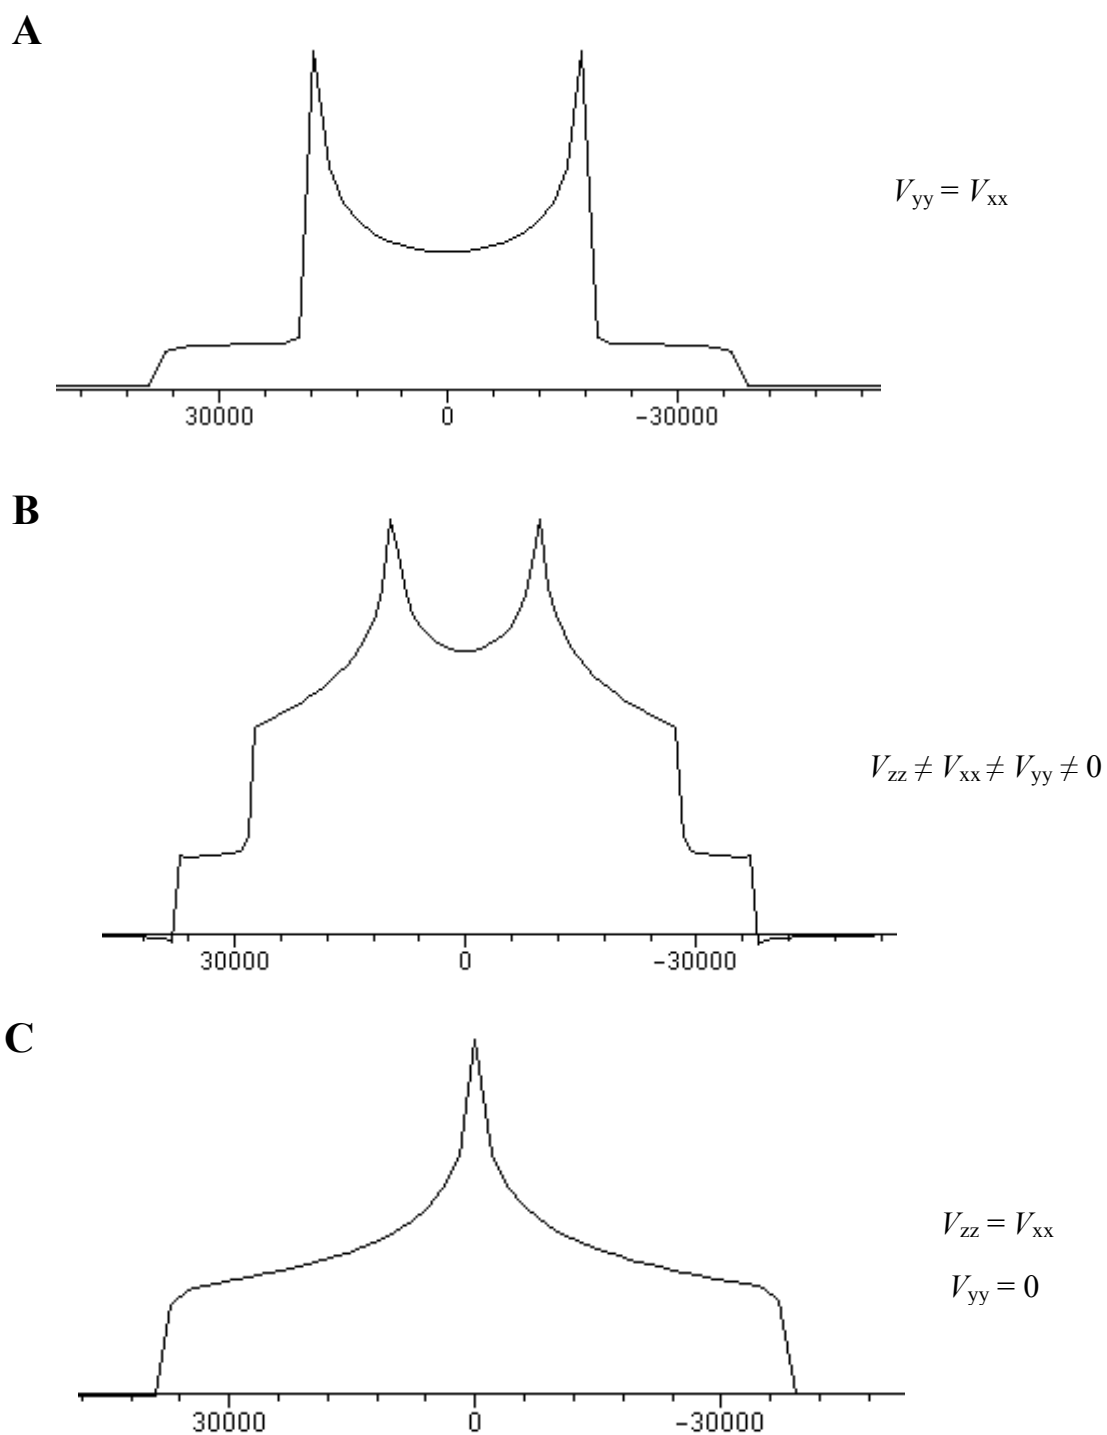 A
V_yy = V_xx
30000 0 -30000
B
V_zz ≠ V_xx ≠ V_yy ≠ 0
30000 0 -30000
C
V_zz = V_xx
V_yy = 0
30000 0 -30000